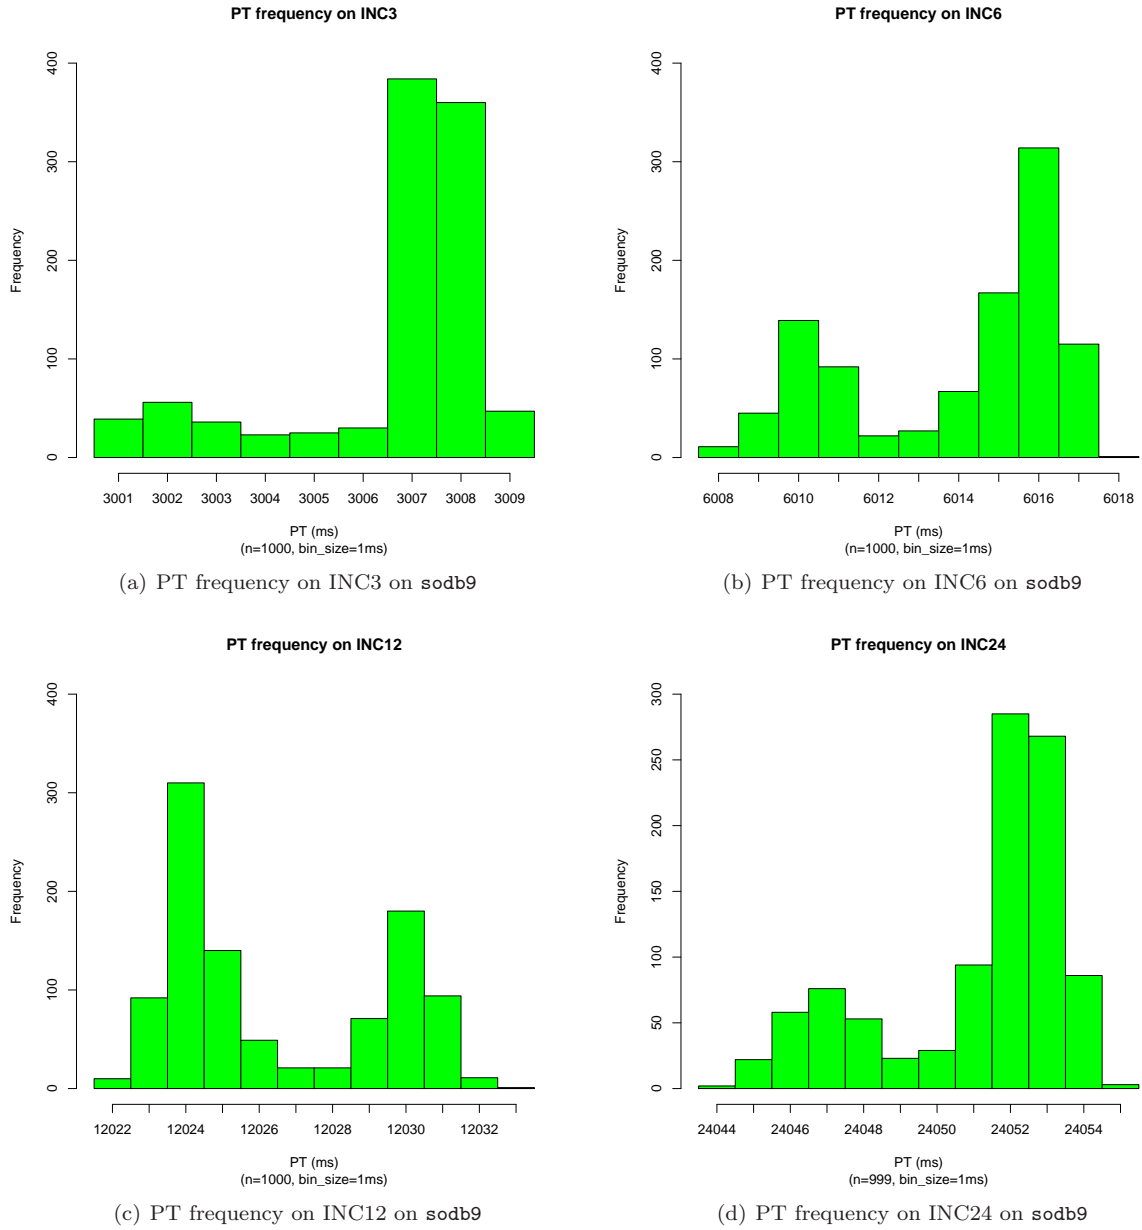 PT frequency on INC3
Frequency
0 100 200 300 400
3001 3002 3003 3004 3005 3006 3007 3008 3009
PT (ms)
(n=1000, bin_size=1ms)
(a) PT frequency on INC3 on sodb9
PT frequency on INC6
Frequency
0 100 200 300 400
6008 6010 6012 6014 6016 6018
PT (ms)
(n=1000, bin_size=1ms)
(b) PT frequency on INC6 on sodb9
PT frequency on INC12
Frequency
0 100 200 300 400
12022 12024 12026 12028 12030 12032
PT (ms)
(n=1000, bin_size=1ms)
(c) PT frequency on INC12 on sodb9
PT frequency on INC24
Frequency
0 50 100 150 200 250 300
24044 24046 24048 24050 24052 24054
PT (ms)
(n=999, bin_size=1ms)
(d) PT frequency on INC24 on sodb9